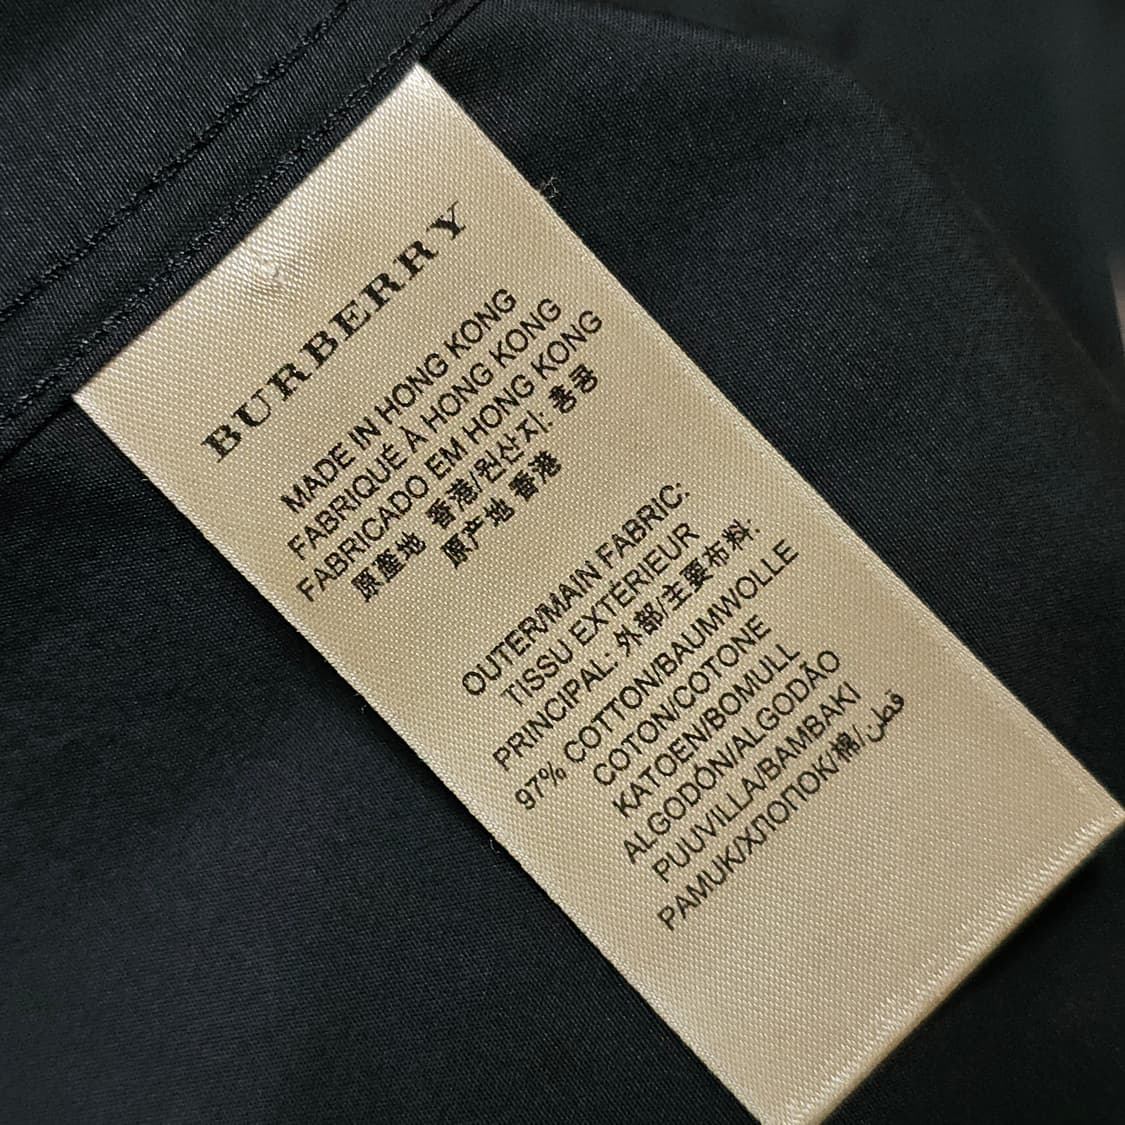 BURBERRY
MADE IN HONG KONG
FABRIQUÉ À HONG KONG
FABRICADO EM HONG KONG
原產地 香港/원산지: 홍콩
原产地 香港
OUTER/MAIN FABRIC:
TISSU EXTÉRIEUR
PRINCIPAL: 外部/主要布料:
97% COTTON/BAUMWOLLE
COTON/COTONE
KATOEN/BOMULL
ALGODÓN/ALGODÃO
PUUVILLA/BAMBAKI
PAMUK/ХЛОПОК/棉/قطن